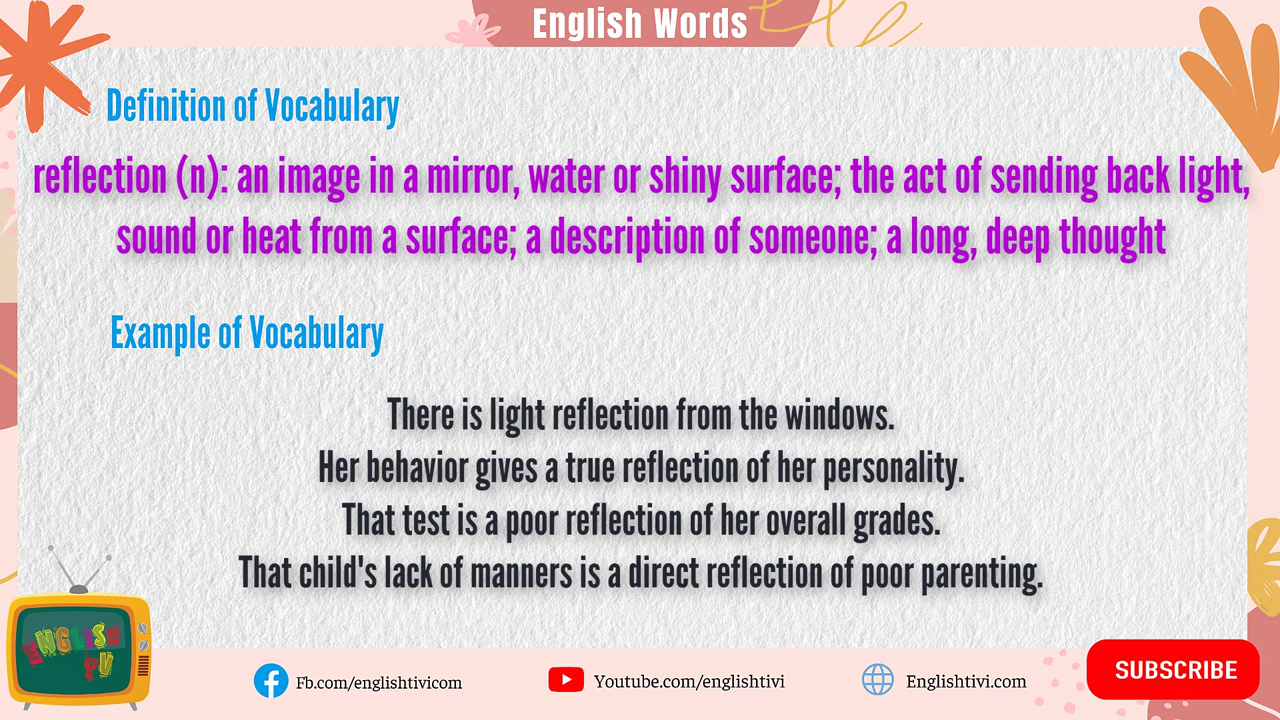 English Words
Definition of Vocabulary
reflection (n): an image in a mirror, water or shiny surface; the act of sending back light,
sound or heat from a surface; a description of someone; a long, deep thought
Example of Vocabulary
There is light reflection from the windows.
Her behavior gives a true reflection of her personality.
That test is a poor reflection of her overall grades.
That child's lack of manners is a direct reflection of poor parenting.
ENGLISH
TV
Fb.com/englishtivicom
Youtube.com/englishtivi
Englishtivi.com
SUBSCRIBE